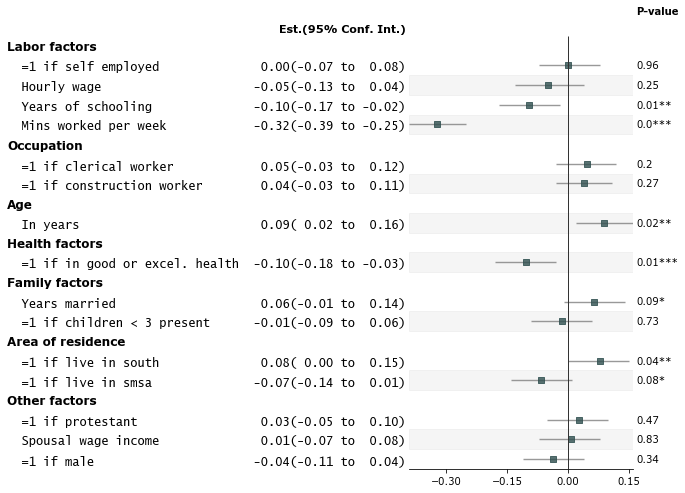 P-value
Est.(95% Conf. Int.)
Labor factors
=1 if self employed 0.00(-0.07 to 0.08) 0.96
Hourly wage -0.05(-0.13 to 0.04) 0.25
Years of schooling -0.10(-0.17 to -0.02) 0.01**
Mins worked per week -0.32(-0.39 to -0.25) 0.0***
Occupation
=1 if clerical worker 0.05(-0.03 to 0.12) 0.2
=1 if construction worker 0.04(-0.03 to 0.11) 0.27
Age
In years 0.09( 0.02 to 0.16) 0.02**
Health factors
=1 if in good or excel. health -0.10(-0.18 to -0.03) 0.01***
Family factors
Years married 0.06(-0.01 to 0.14) 0.09*
=1 if children < 3 present -0.01(-0.09 to 0.06) 0.73
Area of residence
=1 if live in south 0.08( 0.00 to 0.15) 0.04**
=1 if live in smsa -0.07(-0.14 to 0.01) 0.08*
Other factors
=1 if protestant 0.03(-0.05 to 0.10) 0.47
Spousal wage income 0.01(-0.07 to 0.08) 0.83
=1 if male -0.04(-0.11 to 0.04) 0.34
−0.30 −0.15 0.00 0.15